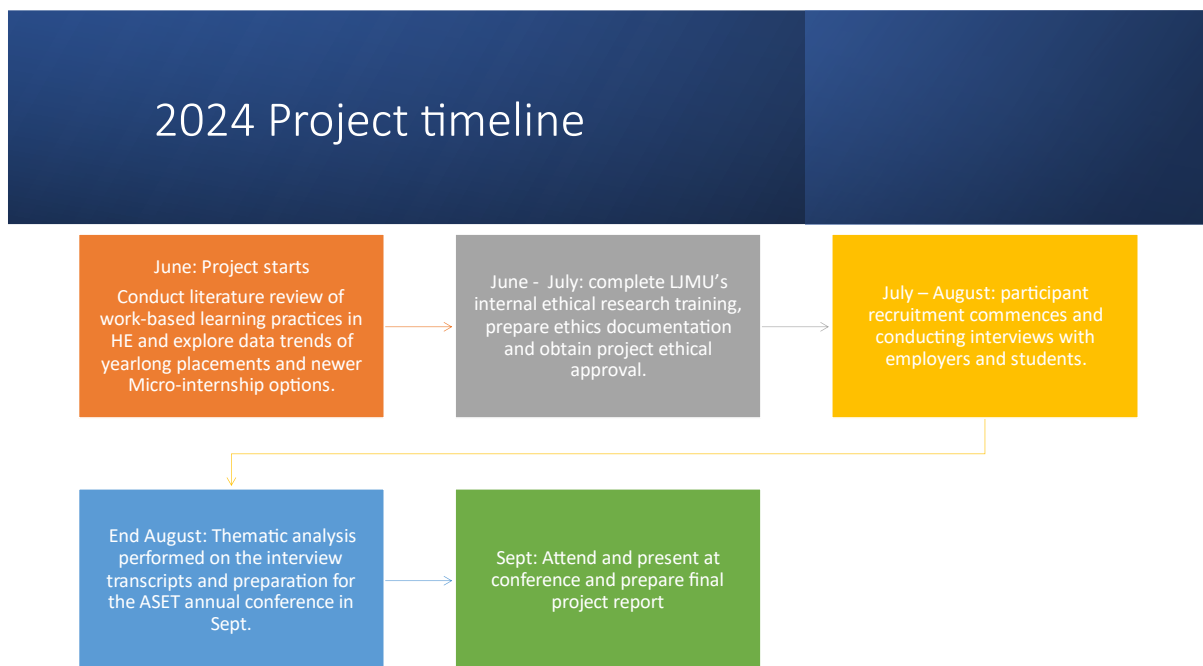 2024 Project timeline
June: Project starts
Conduct literature review of
work-based learning practices in
HE and explore data trends of
yearlong placements and newer
Micro-internship options.
June -  July: complete LJMU’s
internal ethical research training,
prepare ethics documentation
and obtain project ethical
approval.
July – August: participant
recruitment commences and
conducting interviews with
employers and students.
End August: Thematic analysis
performed on the interview
transcripts and preparation for
the ASET annual conference in
Sept.
Sept: Attend and present at
conference and prepare final
project report